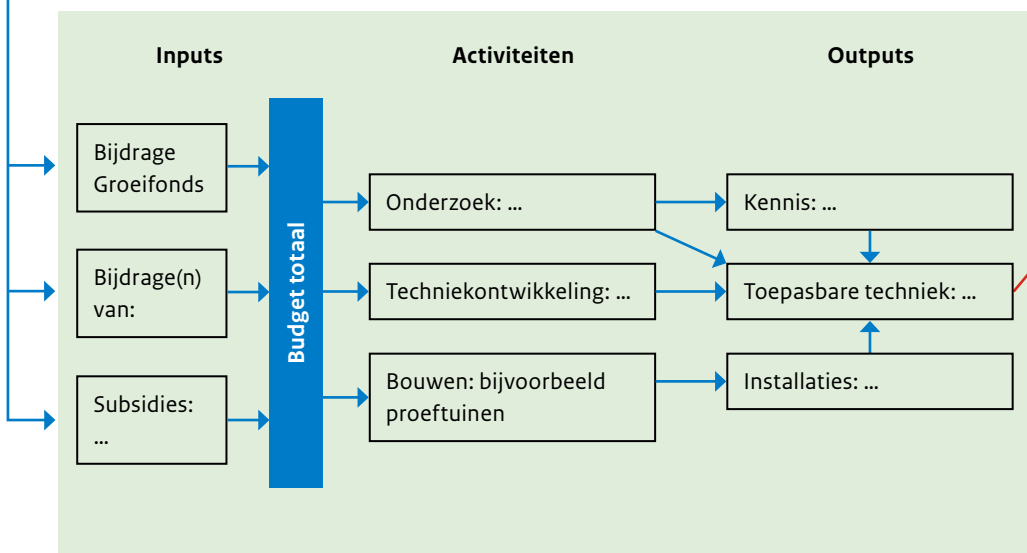 Inputs
Activiteiten
Outputs
Bijdrage
Groeifonds
Bijdrage(n)
van:
Subsidies:
...
Budget totaal
Onderzoek: ...
Techniekontwikkeling: ...
Bouwen: bijvoorbeeld
proeftuinen
Kennis: ...
Toepasbare techniek: ...
Installaties: ...